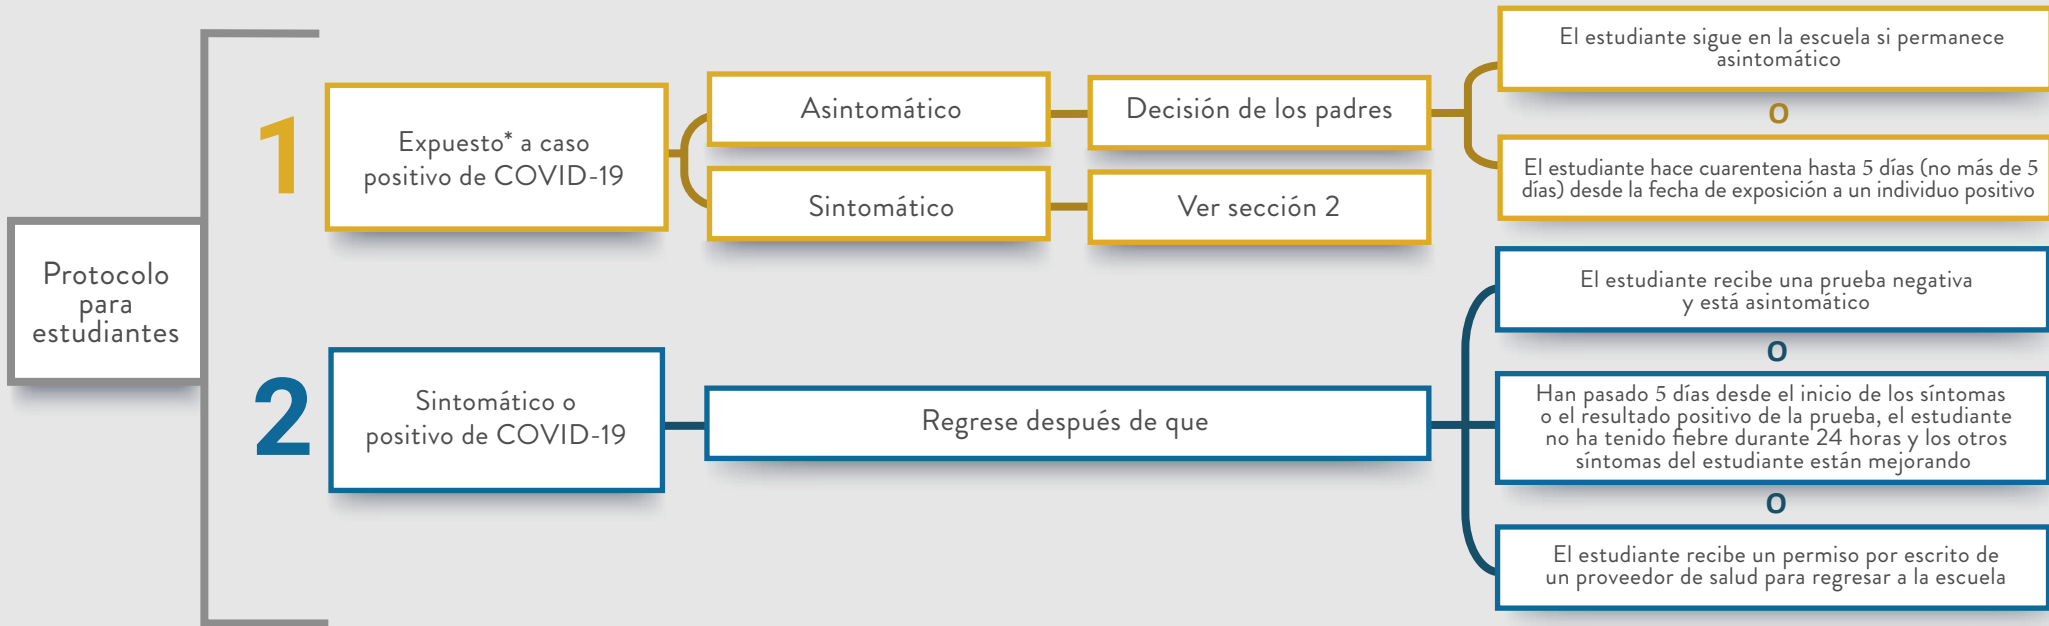 Protocolo
para
estudiantes
1
Expuesto* a caso
positivo de COVID-19
Asintomático
Decisión de los padres
El estudiante sigue en la escuela si permanece
asintomático
O
El estudiante hace cuarentena hasta 5 días (no más de 5
días) desde la fecha de exposición a un individuo positivo
Sintomático
Ver sección 2
2
Sintomático o
positivo de COVID-19
Regrese después de que
El estudiante recibe una prueba negativa
y está asintomático
O
Han pasado 5 días desde el inicio de los síntomas
o el resultado positivo de la prueba, el estudiante
no ha tenido fiebre durante 24 horas y los otros
síntomas del estudiante están mejorando
O
El estudiante recibe un permiso por escrito de
un proveedor de salud para regresar a la escuela